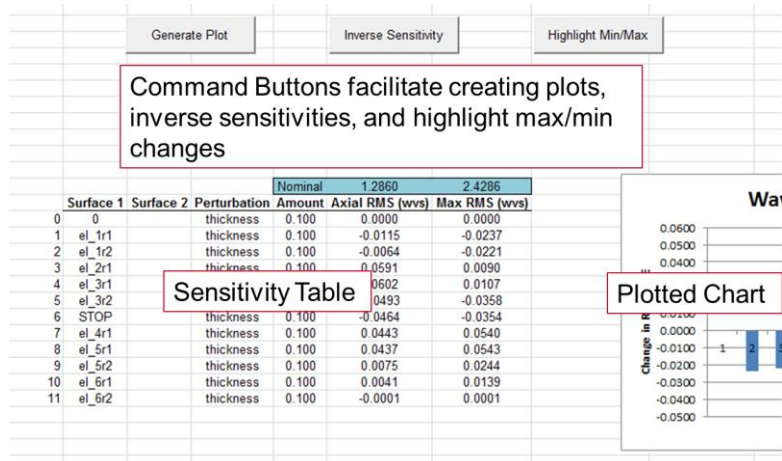 Generate Plot Inverse Sensitivity Highlight Min/Max
Command Buttons facilitate creating plots,
inverse sensitivities, and highlight max/min
changes
Nominal 1.2860 2.4286
Surface 1 Surface 2 Perturbation Amount Axial RMS (wvs) Max RMS (wvs)
0 0 thickness 0.100 0.0000 0.0000
1 el_1r1 thickness 0.100 -0.0115 -0.0237
2 el_1r2 thickness 0.100 -0.0064 -0.0221
3 el_2r1 thickness 0.100 0.0591 0.0090
4 el_3r1 0602 0.0107
5 el_3r2 0493 -0.0358
6 STOP thickness 0.100 -0.0464 -0.0354
7 el_4r1 thickness 0.100 0.0443 0.0540
8 el_5r1 thickness 0.100 0.0437 0.0543
9 el_5r2 thickness 0.100 0.0075 0.0244
10 el_6r1 thickness 0.100 0.0041 0.0139
11 el_6r2 thickness 0.100 -0.0001 0.0001
Sensitivity Table
Wav
0.0600
0.0500
0.0400
Plotted Chart
0.0100
0.0000
-0.0100 1 2
-0.0200
-0.0300
-0.0400
-0.0500
Change in R